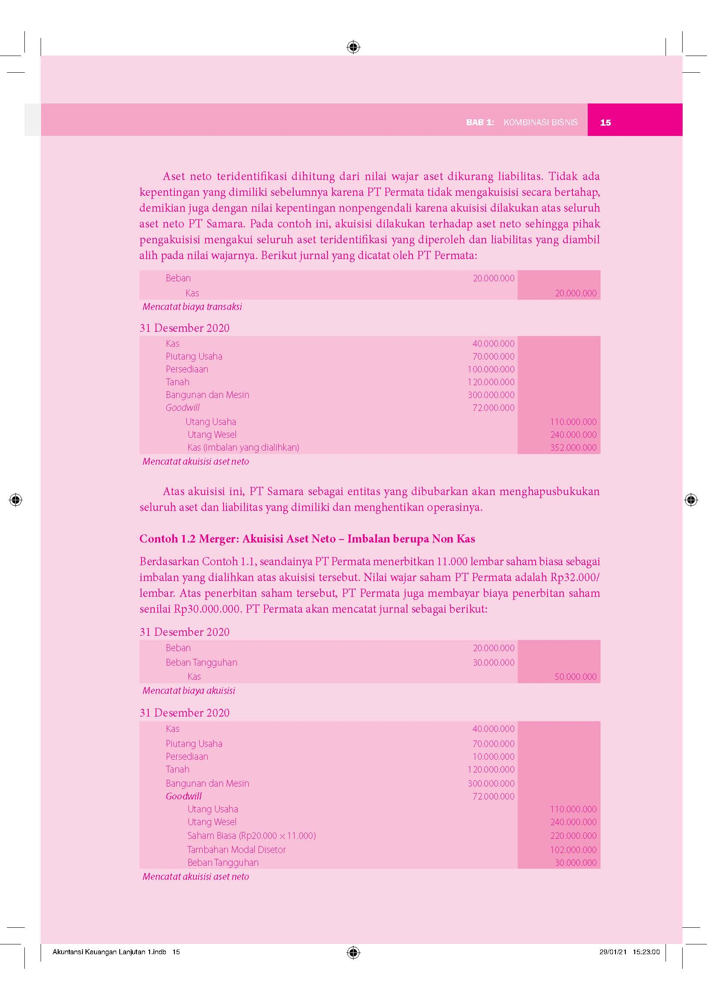 BAB 1: KOMBINASI BISNIS 15
Aset neto teridentifikasi dihitung dari nilai wajar aset dikurang liabilitas. Tidak ada
kepentingan yang dimiliki sebelumnya karena PT Permata tidak mengakuisisi secara bertahap,
demikian juga dengan nilai kepentingan nonpengendali karena akuisisi dilakukan atas seluruh
aset neto PT Samara. Pada contoh ini, akuisisi dilakukan terhadap aset neto sehingga pihak
pengakuisisi mengakui seluruh aset teridentifikasi yang diperoleh dan liabilitas yang diambil
alih pada nilai wajarnya. Berikut jurnal yang dicatat oleh PT Permata:
Beban 20.000.000
Kas 20.000.000
Mencatat biaya transaksi
31 Desember 2020
Kas 40.000.000
Piutang Usaha 70.000.000
Persediaan 100.000.000
Tanah 120.000.000
Bangunan dan Mesin 300.000.000
Goodwill 72.000.000
Utang Usaha 110.000.000
Utang Wesel 240.000.000
Kas (imbalan yang dialihkan) 352.000.000
Mencatat akuisisi aset neto
Atas akuisisi ini, PT Samara sebagai entitas yang dibubarkan akan menghapusbukukan
seluruh aset dan liabilitas yang dimiliki dan menghentikan operasinya.
Contoh 1.2 Merger: Akuisisi Aset Neto – Imbalan berupa Non Kas
Berdasarkan Contoh 1.1, seandainya PT Permata menerbitkan 11.000 lembar saham biasa sebagai
imbalan yang dialihkan atas akuisisi tersebut. Nilai wajar saham PT Permata adalah Rp32.000/
lembar. Atas penerbitan saham tersebut, PT Permata juga membayar biaya penerbitan saham
senilai Rp30.000.000. PT Permata akan mencatat jurnal sebagai berikut:
31 Desember 2020
Beban 20.000.000
Beban Tangguhan 30.000.000
Kas 50.000.000
Mencatat biaya akuisisi
31 Desember 2020
Kas 40.000.000
Piutang Usaha 70.000.000
Persediaan 10.000.000
Tanah 120.000.000
Bangunan dan Mesin 300.000.000
Goodwill 72.000.000
Utang Usaha 110.000.000
Utang Wesel 240.000.000
Saham Biasa (Rp20.000 × 11.000) 220.000.000
Tambahan Modal Disetor 102.000.000
Beban Tangguhan 30.000.000
Mencatat akuisisi aset neto
Akuntansi Keuangan Lanjutan 1.indb 15 29/01/21 15:23:00